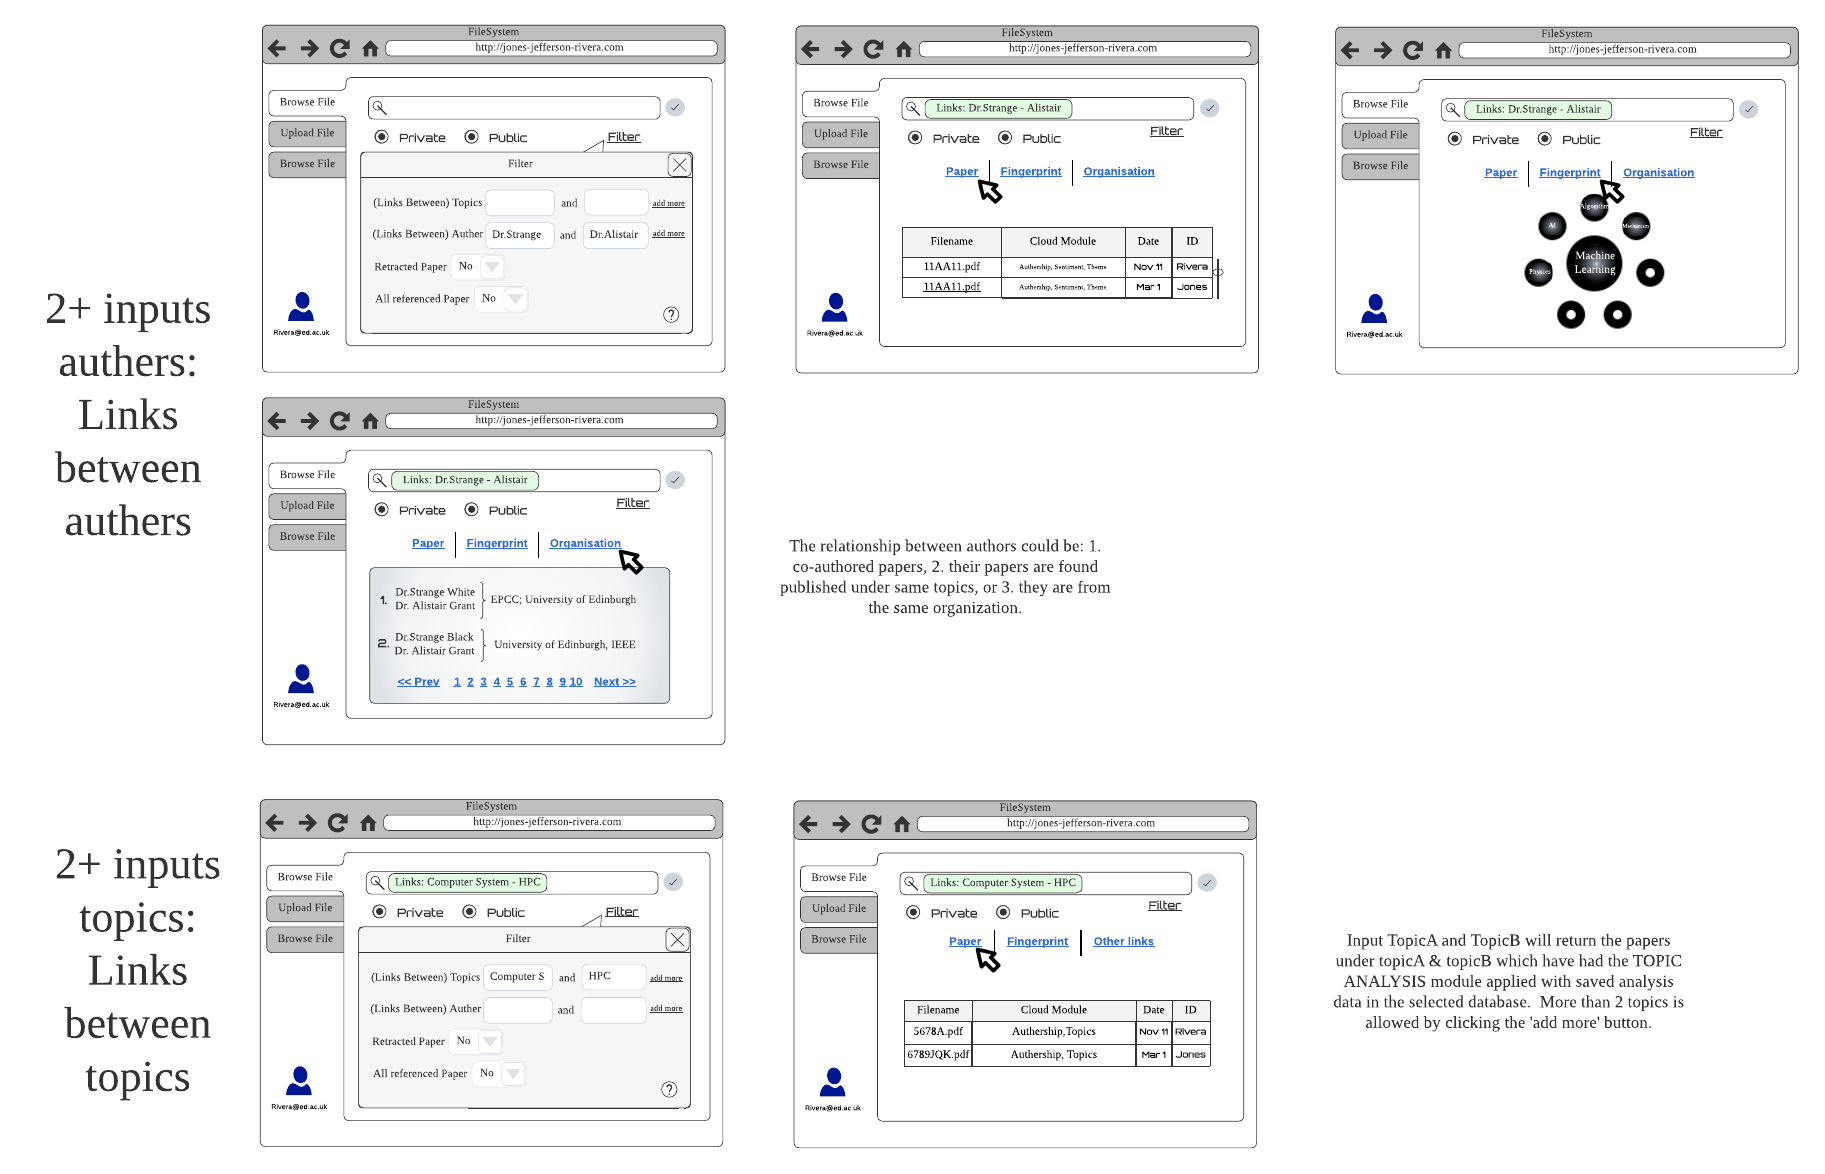 2+ inputs
authers:
Links
between
authers
FileSystem
http://jones-jefferson-rivera.com
Browse File
Upload File
Browse File
Private
Public
Filter
Filter
(Links Between) Topics
and
add more
(Links Between) Auther
Dr.Strange
and
Dr.Alistair
add more
Retracted Paper
No
All referenced Paper
No
?
Rivera@ed.ac.uk
FileSystem
http://jones-jefferson-rivera.com
Browse File
Upload File
Browse File
Links: Dr.Strange - Alistair
Private
Public
Filter
Paper
Fingerprint
Organisation
Filename Cloud Module Date ID
11AA11.pdf Authership, Sentiment, Theme Nov 11 Rivera
11AA11.pdf Authership, Sentiment, Theme Mar 1 Jones
Rivera@ed.ac.uk
FileSystem
http://jones-jefferson-rivera.com
Browse File
Upload File
Browse File
Links: Dr.Strange - Alistair
Private
Public
Filter
Paper
Fingerprint
Organisation
Algorithm
AI
Mechanism
Machine
Learning
Physics
Rivera@ed.ac.uk
FileSystem
http://jones-jefferson-rivera.com
Browse File
Upload File
Browse File
Links: Dr.Strange - Alistair
Private
Public
Filter
Paper
Fingerprint
Organisation
1.
Dr.Strange White
Dr. Alistair Grant
EPCC; University of Edinburgh
2.
Dr.Strange Black
Dr. Alistair Grant
University of Edinburgh, IEEE
<< Prev 1 2 3 4 5 6 7 8 9 10 Next >>
Rivera@ed.ac.uk
The relationship between authors could be: 1.
co-authored papers, 2. their papers are found
published under same topics, or 3. they are from
the same organization.
2+ inputs
topics:
Links
between
topics
FileSystem
http://jones-jefferson-rivera.com
Browse File
Upload File
Browse File
Links: Computer System - HPC
Private
Public
Filter
Filter
(Links Between) Topics
Computer S
and
HPC
add more
(Links Between) Auther
and
add more
Retracted Paper
No
All referenced Paper
No
?
Rivera@ed.ac.uk
FileSystem
http://jones-jefferson-rivera.com
Browse File
Upload File
Browse File
Links: Computer System - HPC
Private
Public
Filter
Paper
Fingerprint
Other links
Filename Cloud Module Date ID
5678A.pdf Authership,Topics Nov 11 Rivera
6789JQK.pdf Authership, Topics Mar 1 Jones
Rivera@ed.ac.uk
Input TopicA and TopicB will return the papers
under topicA & topicB which have had the TOPIC
ANALYSIS module applied with saved analysis
data in the selected database. More than 2 topics is
allowed by clicking the 'add more' button.